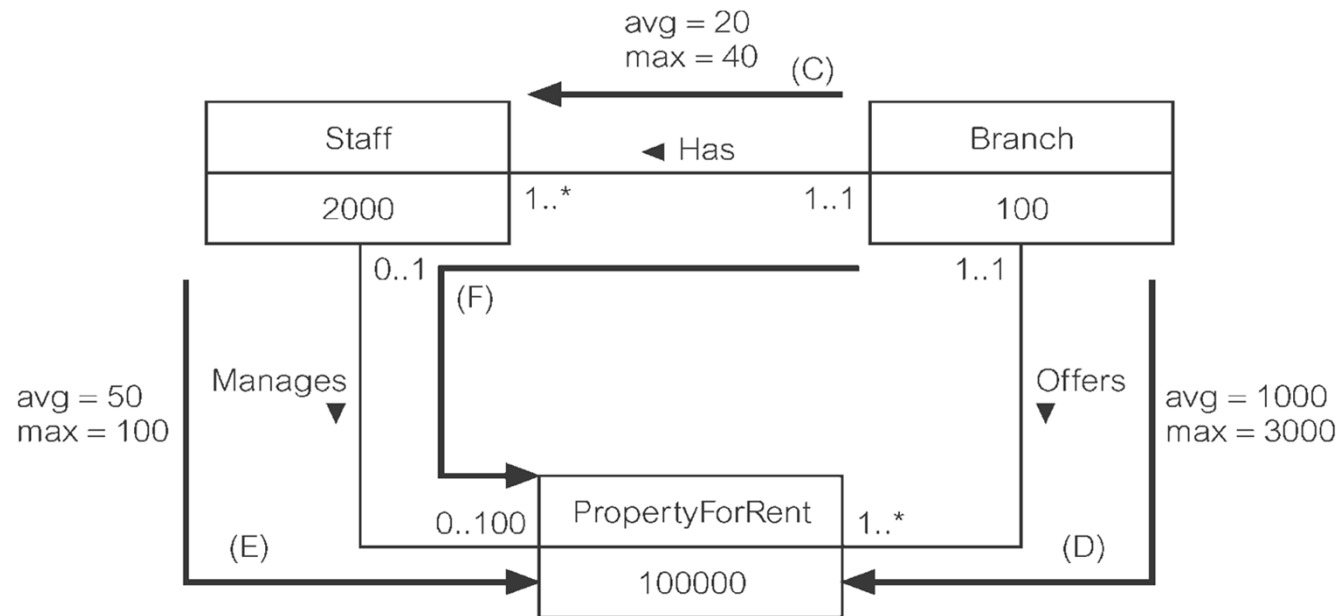 avg = 20
max = 40
(C)
Staff
◄ Has
Branch
2000
1..*
1..1
100
0..1
1..1
(F)
Manages
▼
Offers
▼
avg = 50
max = 100
avg = 1000
max = 3000
0..100
PropertyForRent
1..*
(E)
(D)
100000